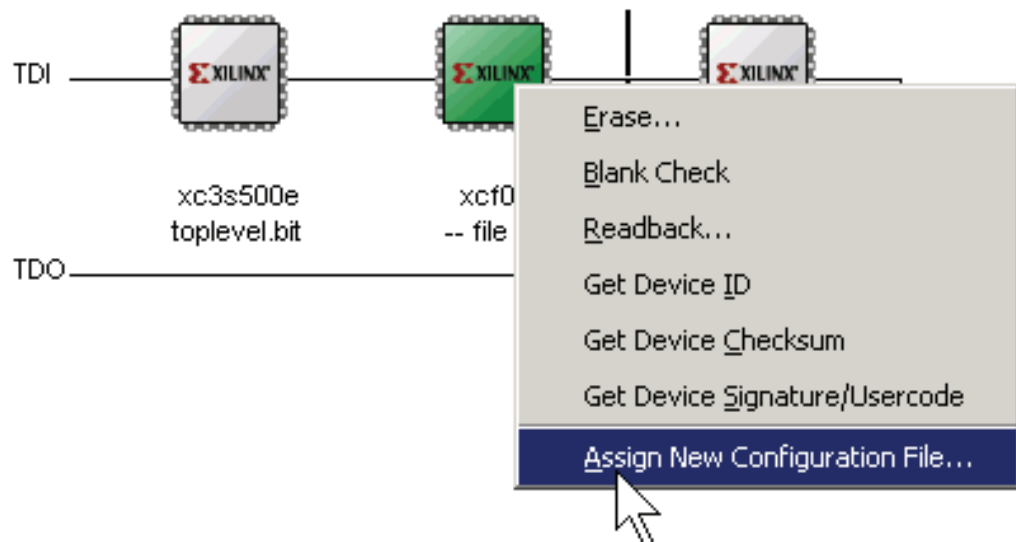 TDI
XILINX XILINX XILINX
xc3s500e xcf0
toplevel.bit -- file
TDO
Erase...
Blank Check
Readback...
Get Device ID
Get Device Checksum
Get Device Signature/Usercode
Assign New Configuration File...